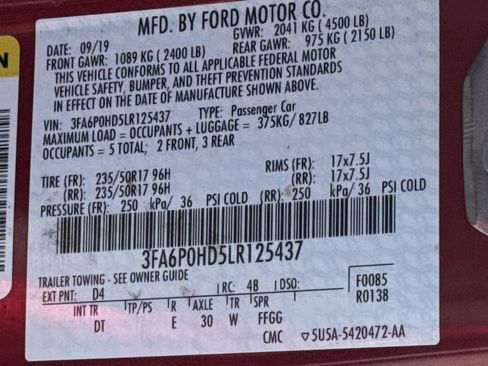 MFD. BY FORD MOTOR CO.
DATE: 09/19 GVWR: 2041 KG (4500 LB)
FRONT GAWR: 1089 KG (2400 LB) REAR GAWR: 975 KG (2150 LB)
THIS VEHICLE CONFORMS TO ALL APPLICABLE FEDERAL MOTOR
VEHICLE SAFETY, BUMPER, AND THEFT PREVENTION STANDARDS
IN EFFECT ON THE DATE OF MANUFACTURE SHOWN ABOVE.
VIN: 3FA6P0HD5LR125437 TYPE: Passenger Car
MAXIMUM LOAD = OCCUPANTS + LUGGAGE = 375KG/ 827LB
OCCUPANTS = 5 TOTAL; 2 FRONT, 3 REAR
TIRE (FR): 235/50R17 96H RIMS (FR): 17x7.5J
(RR): 235/50R17 96H (RR): 17x7.5J
PRESSURE (FR): 250 kPa/ 36 PSI COLD (RR): 250 kPa/ 36 PSI COLD
3FA6P0HD5LR125437
TRAILER TOWING - SEE OWNER GUIDE
EXT PNT: D4 RC: 48 DSO: F0085
INT TR TP/PS R AXLE TR SPR R0138
DT E 30 W FFGG
CMC ▽5U5A-5420472-AA